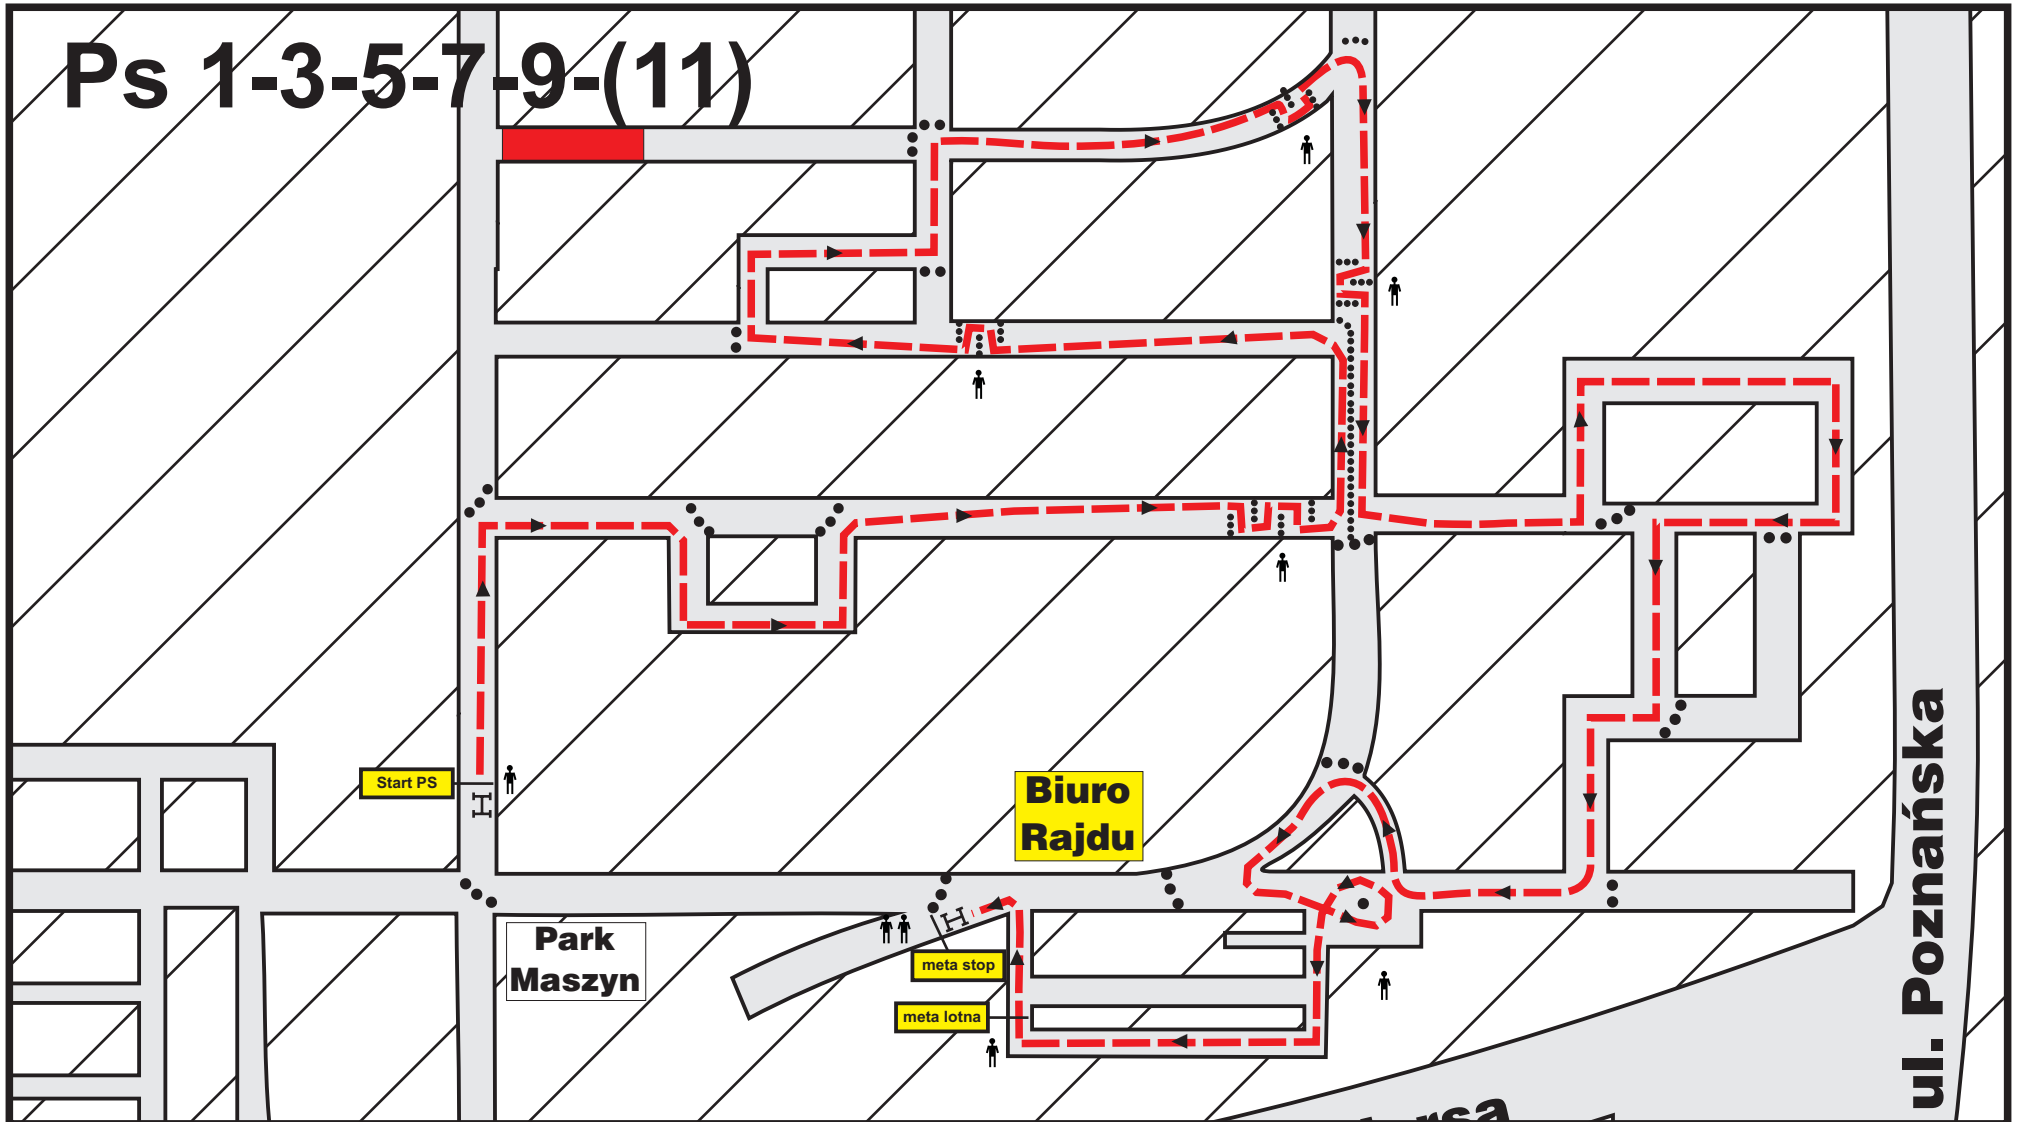 Ps 1-3-5-7-9-(11)
Start PS
Biuro
Rajdu
Park
Maszyn
meta stop
meta lotna
ul. Poznańska